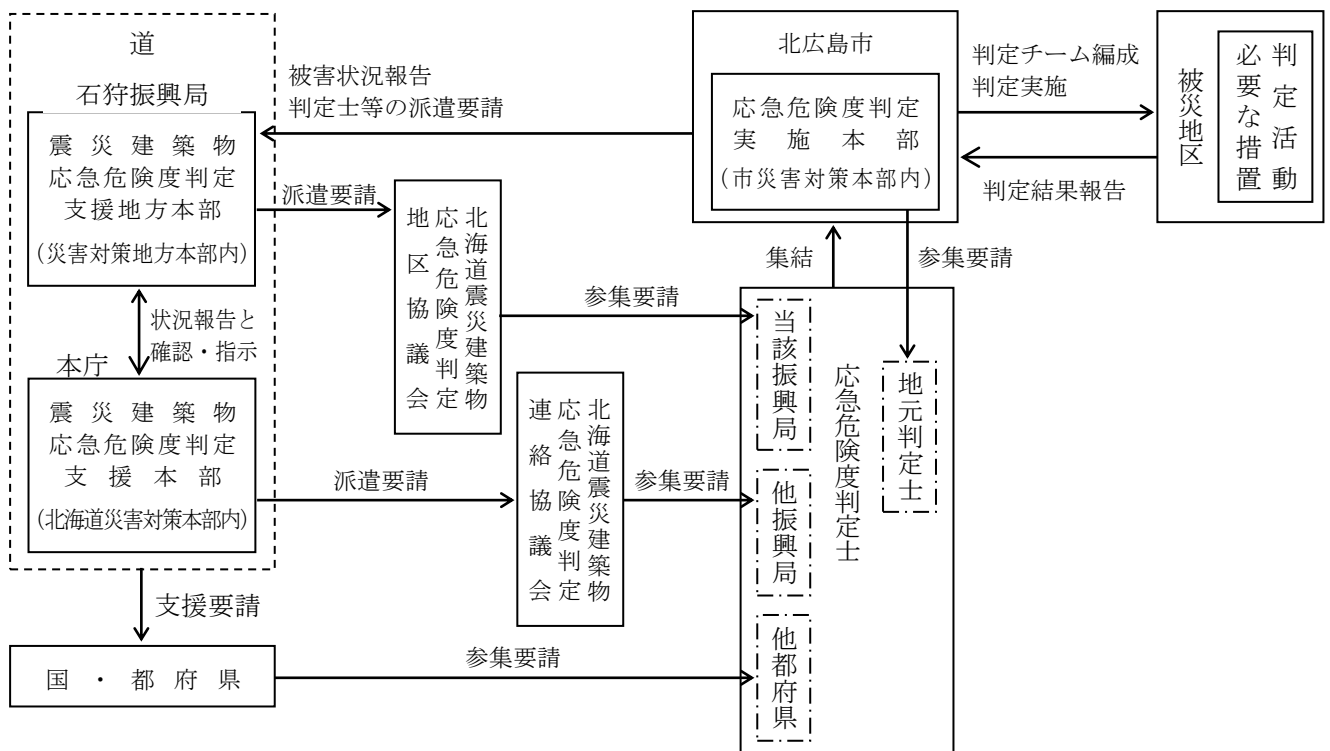 道
石狩振興局
震災建築物
応急危険度判定
支援地方本部
(災害対策地方本部内)
状況報告と
確認・指示
本庁
震災建築物
応急危険度判定
支援本部
(北海道災害対策本部内)
支援要請
国・都府県
被害状況報告
判定士等の派遣要請
派遣要請
北海道震災建築物
応急危険度判定
地区協議会
派遣要請
北海道震災建築物
応急危険度判定
連絡協議会
参集要請
参集要請
参集要請
北広島市
応急危険度判定
実施本部
(市災害対策本部内)
集結
参集要請
当該振興局
他振興局
他都府県
応急危険度判定士
地元判定士
判定チーム編成
判定実施
判定結果報告
被災地区
判定活動
必要な措置